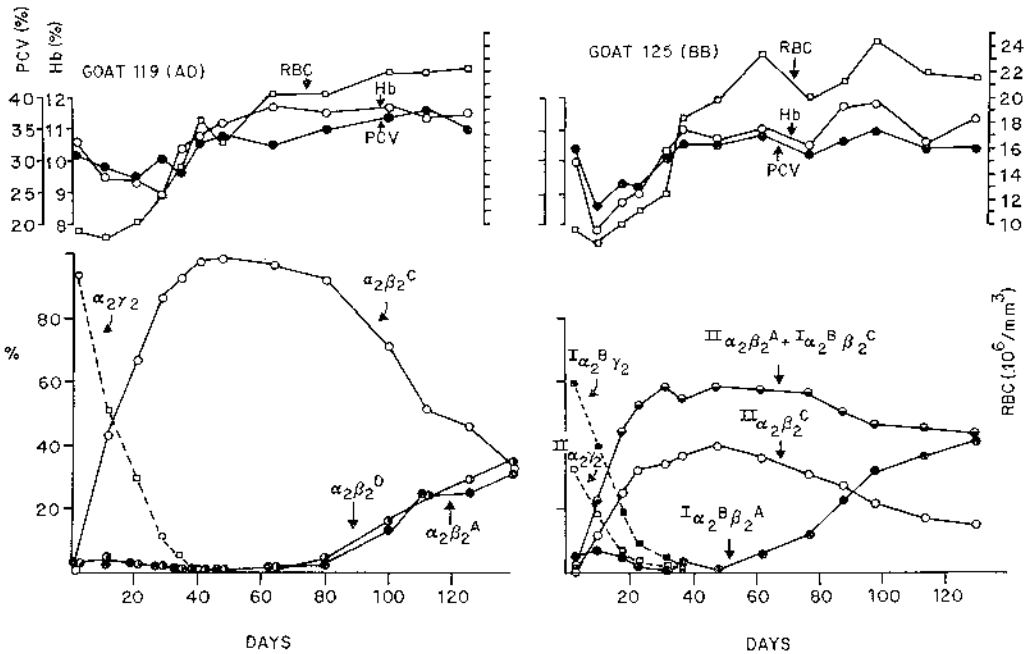 PCV (%)
Hb (%)
GOAT 119 (AD)
RBC
Hb
PCV
40
35
30
25
20
12
11
10
9
8
GOAT 125 (BB)
RBC
Hb
PCV
24
22
20
18
16
14
12
10
RBC (10⁶/mm³)
%
80
60
40
20
α₂γ₂
α₂β₂ᶜ
α₂β₂ᴰ
α₂β₂ᴬ
20 40 60 80 100 120
DAYS
ᴵα₂ᴮγ₂
ᴵᴵα₂γ₂
ᴵᴵα₂β₂ᴬ + ᴵα₂ᴮβ₂ᶜ
ᴵᴵα₂β₂ᶜ
ᴵα₂ᴮβ₂ᴬ
20 40 60 80 100 120
DAYS